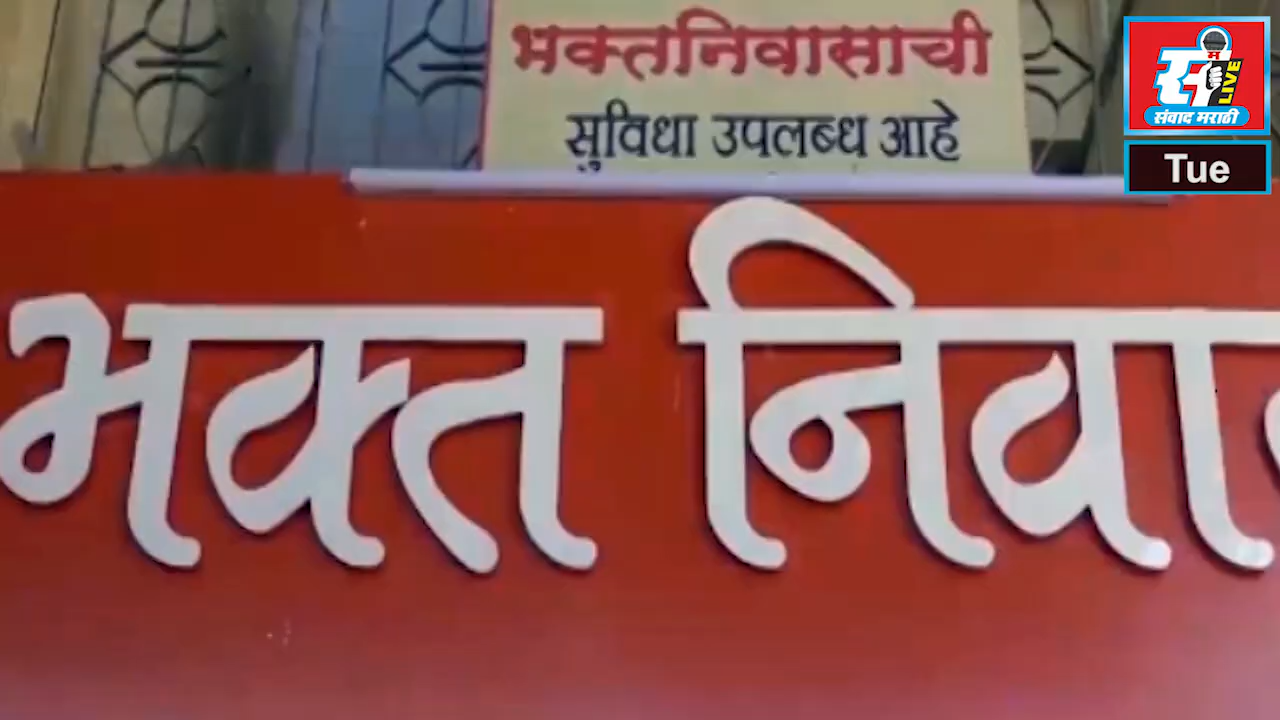 भक्तनिवासाची
सुविधा उपलब्ध आहे
स
म
LIVE
संवाद मराठी
Tue
भक्त